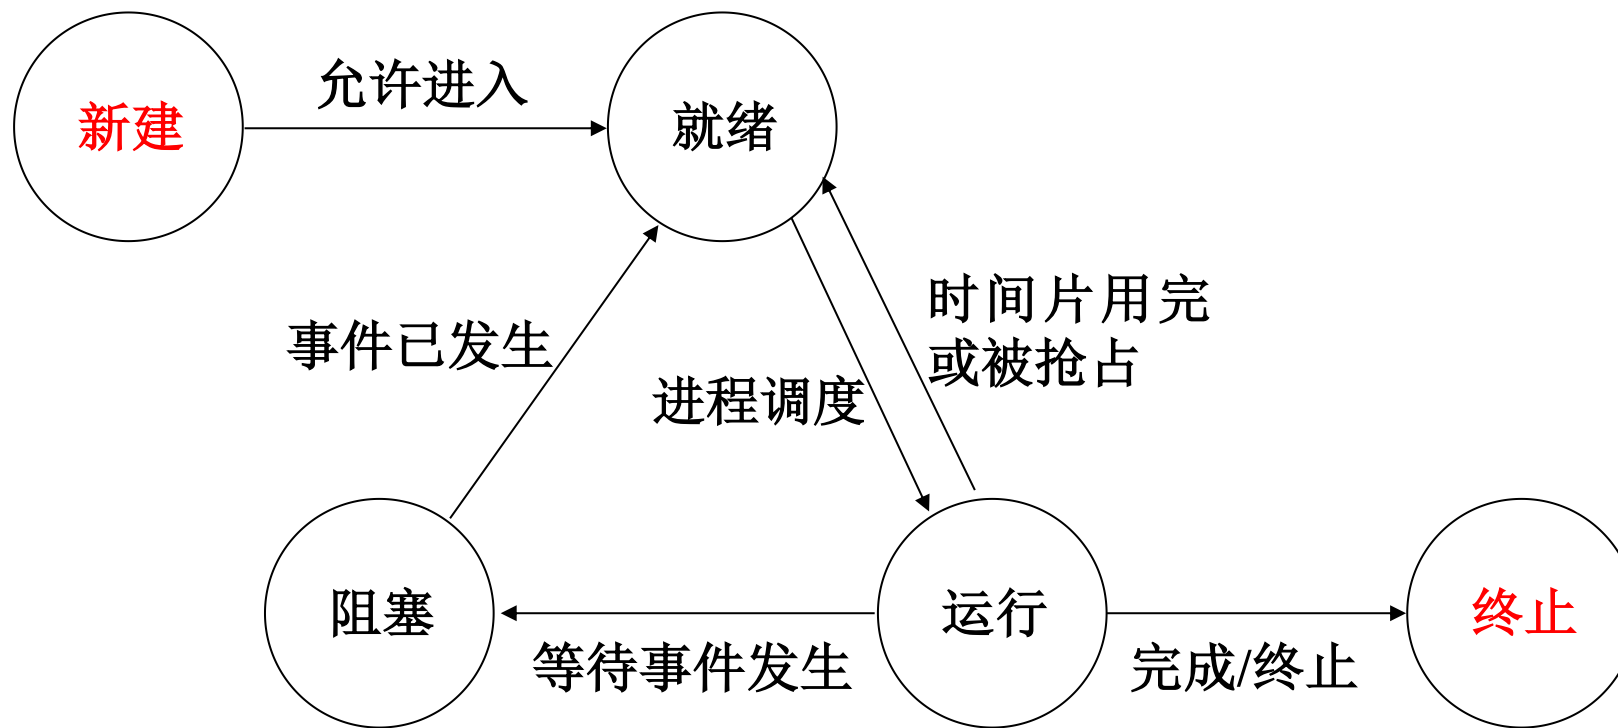 允许进入
新建
就绪
时间片用完
或被抢占
事件已发生
进程调度
阻塞
运行
终止
等待事件发生
完成/终止